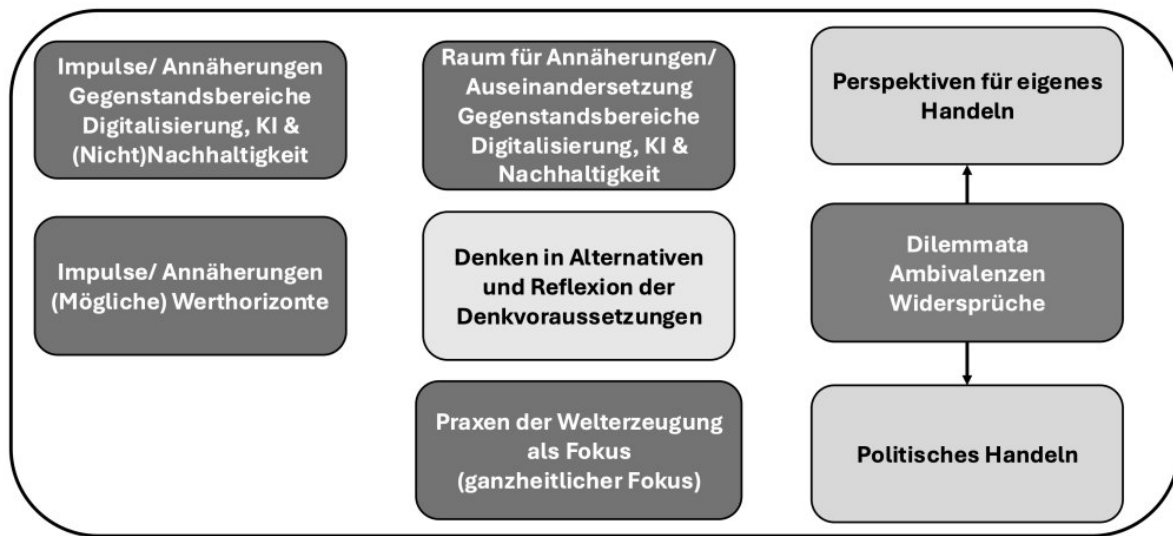 Impulse/ Annäherungen
Gegenstandsbereiche
Digitalisierung, KI &
(Nicht)Nachhaltigkeit
Impulse/ Annäherungen
(Mögliche) Werthorizonte
Raum für Annäherungen/
Auseinandersetzung
Gegenstandsbereiche
Digitalisierung, KI &
Nachhaltigkeit
Denken in Alternativen
und Reflexion der
Denkvoraussetzungen
Praxen der Welterzeugung
als Fokus
(ganzheitlicher Fokus)
Perspektiven für eigenes
Handeln
Dilemmata
Ambivalenzen
Widersprüche
Politisches Handeln